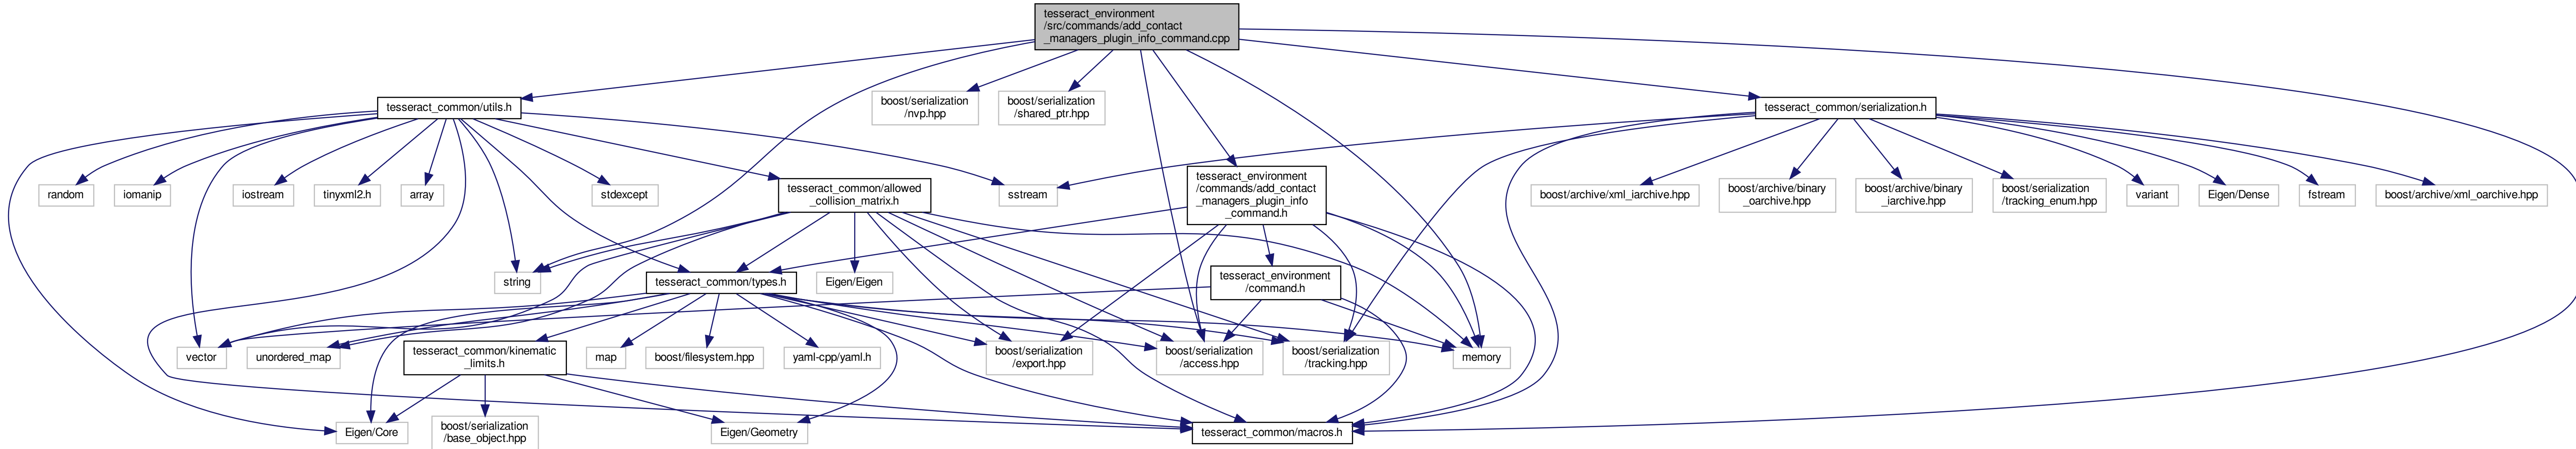 tesseract_environment
/src/commands/add_contact
_managers_plugin_info_command.cpp
tesseract_common/utils.h
boost/serialization
/nvp.hpp
boost/serialization
/shared_ptr.hpp
tesseract_common/serialization.h
random
iomanip
iostream
tinyxml2.h
array
stdexcept
tesseract_common/allowed
_collision_matrix.h
sstream
tesseract_environment
/commands/add_contact
_managers_plugin_info
_command.h
boost/archive/xml_iarchive.hpp
boost/archive/binary
_oarchive.hpp
boost/archive/binary
_iarchive.hpp
boost/serialization
/tracking_enum.hpp
variant
Eigen/Dense
fstream
boost/archive/xml_oarchive.hpp
string
tesseract_common/types.h
Eigen/Eigen
tesseract_environment
/command.h
vector
unordered_map
tesseract_common/kinematic
_limits.h
map
boost/filesystem.hpp
yaml-cpp/yaml.h
boost/serialization
/export.hpp
boost/serialization
/access.hpp
boost/serialization
/tracking.hpp
memory
Eigen/Core
boost/serialization
/base_object.hpp
Eigen/Geometry
tesseract_common/macros.h